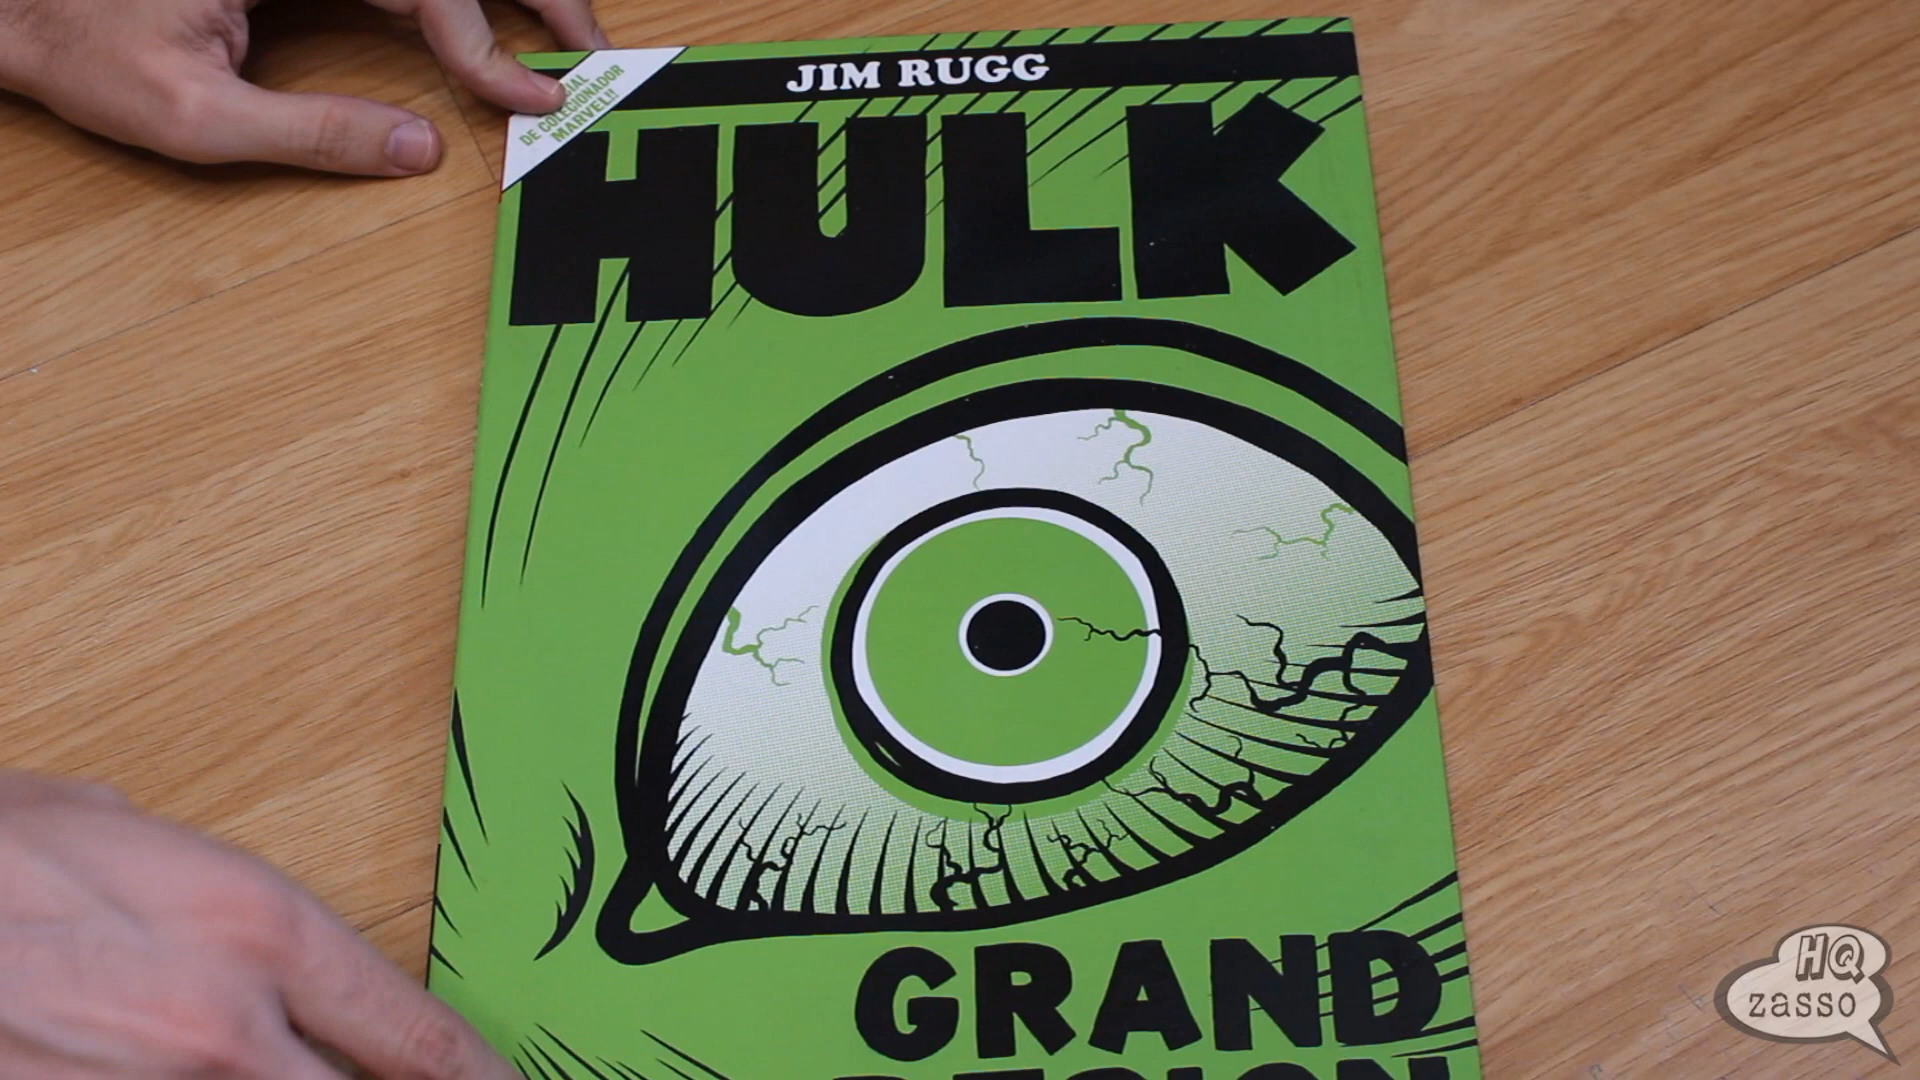 DE COLECIONADOR
MARVEL!!
JIM RUGG
HULK
GRAND
HQ
zasso